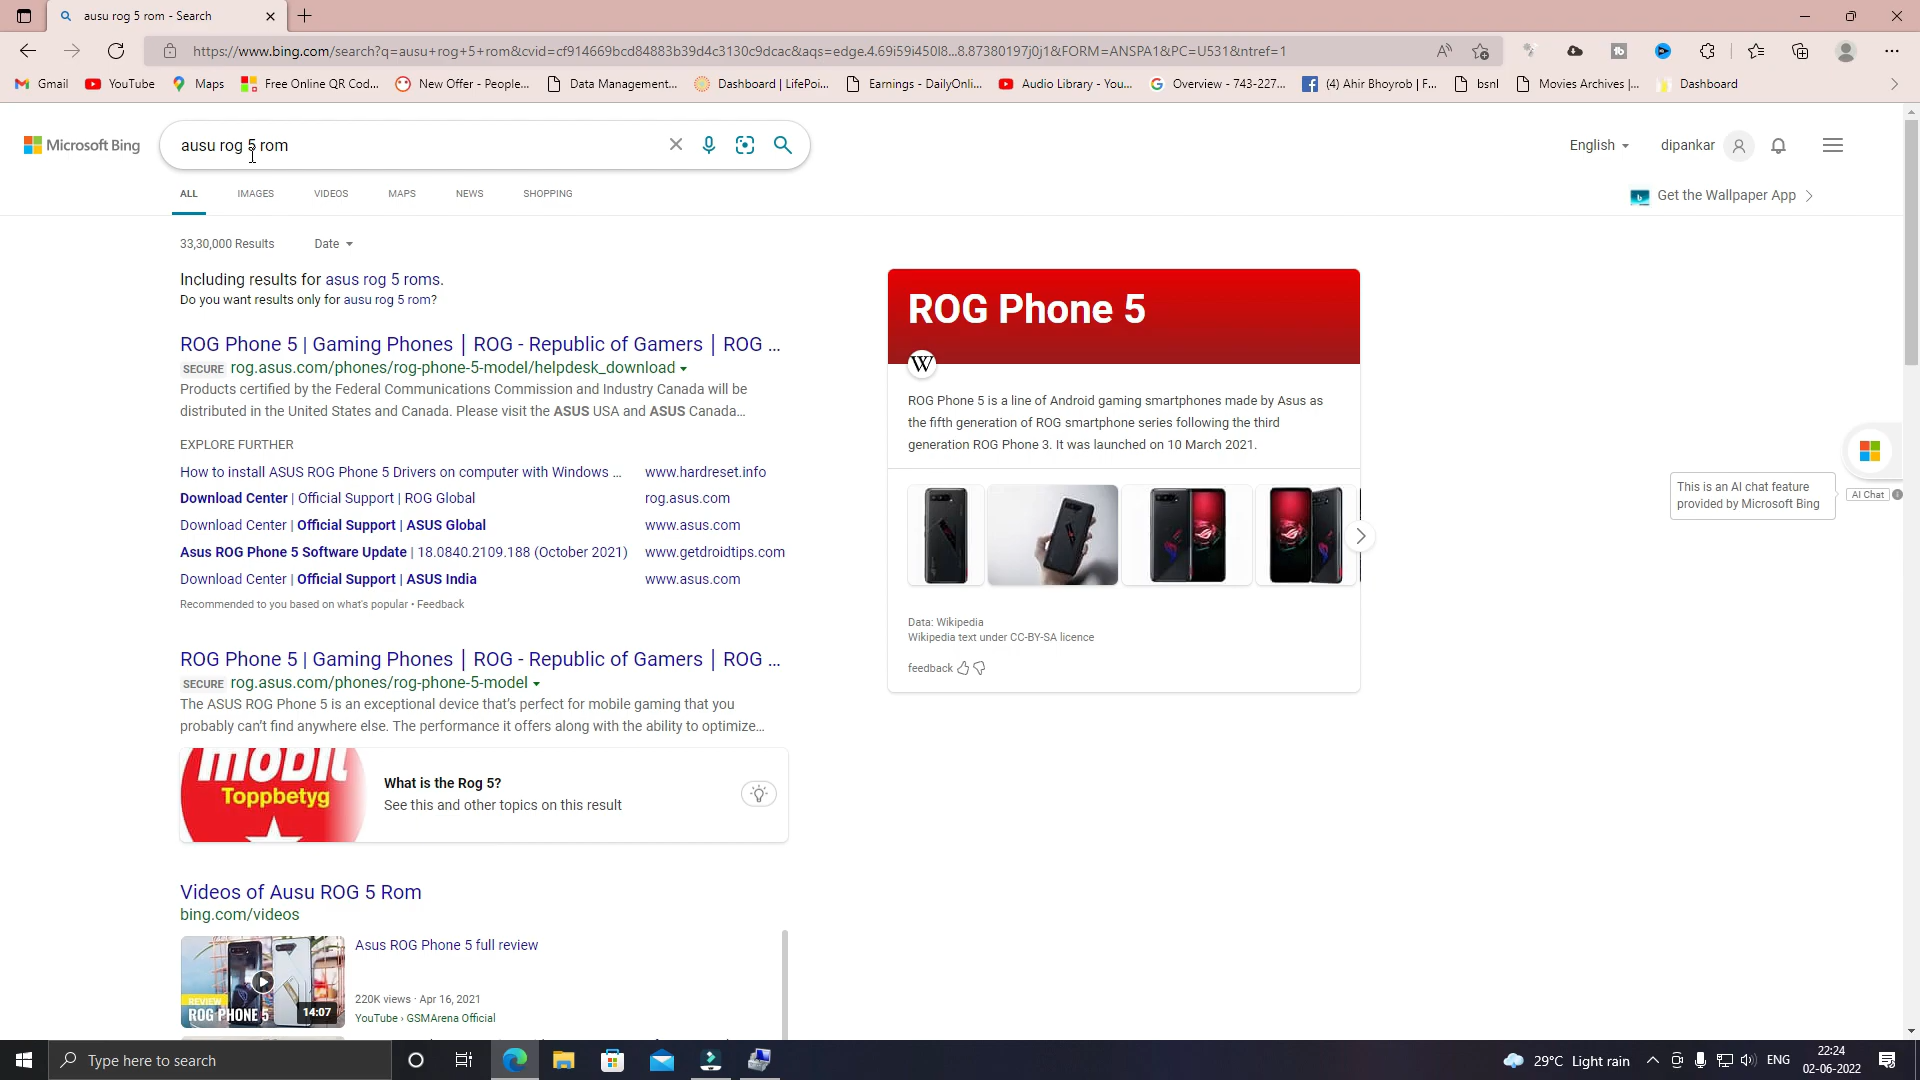 ausu rog 5 rom - Search
https://www.bing.com/search?q=ausu+rog+5+rom&cvid=cf914669bcd84883b39d4c3130c9dcac&aqs=edge.4.69i59i450l8...8.87380197j0j1&FORM=ANSPA1&PC=U531&ntref=1
Gmail YouTube Maps Free Online QR Cod... New Offer - People... Data Management... Dashboard | LifePoi... Earnings - DailyOnli... Audio Library - You... Overview - 743-227... (4) Ahir Bhoyrob | F... bsnl Movies Archives |... Dashboard
Microsoft Bing
ausu rog 5 rom
English dipankar
ALL IMAGES VIDEOS MAPS NEWS SHOPPING
Get the Wallpaper App
33,30,000 Results Date
Including results for asus rog 5 roms.
Do you want results only for ausu rog 5 rom?
ROG Phone 5 | Gaming Phones | ROG - Republic of Gamers | ROG ...
SECURE rog.asus.com/phones/rog-phone-5-model/helpdesk_download
Products certified by the Federal Communications Commission and Industry Canada will be
distributed in the United States and Canada. Please visit the ASUS USA and ASUS Canada...
EXPLORE FURTHER
How to install ASUS ROG Phone 5 Drivers on computer with Windows ... www.hardreset.info
Download Center | Official Support | ROG Global rog.asus.com
Download Center | Official Support | ASUS Global www.asus.com
Asus ROG Phone 5 Software Update | 18.0840.2109.188 (October 2021) www.getdroidtips.com
Download Center | Official Support | ASUS India www.asus.com
Recommended to you based on what's popular • Feedback
ROG Phone 5 | Gaming Phones | ROG - Republic of Gamers | ROG ...
SECURE rog.asus.com/phones/rog-phone-5-model
The ASUS ROG Phone 5 is an exceptional device that's perfect for mobile gaming that you
probably can't find anywhere else. The performance it offers along with the ability to optimize...
mobil
Toppbetyg
What is the Rog 5?
See this and other topics on this result
Videos of Ausu ROG 5 Rom
bing.com/videos
REVIEW
ROG PHONE 5
14:07
Asus ROG Phone 5 full review
220K views · Apr 16, 2021
YouTube › GSMArena Official
ROG Phone 5
W
ROG Phone 5 is a line of Android gaming smartphones made by Asus as
the fifth generation of ROG smartphone series following the third
generation ROG Phone 3. It was launched on 10 March 2021.
Data: Wikipedia
Wikipedia text under CC-BY-SA licence
feedback
This is an AI chat feature
provided by Microsoft Bing
AI Chat
Type here to search
29°C Light rain
ENG
22:24
02-06-2022